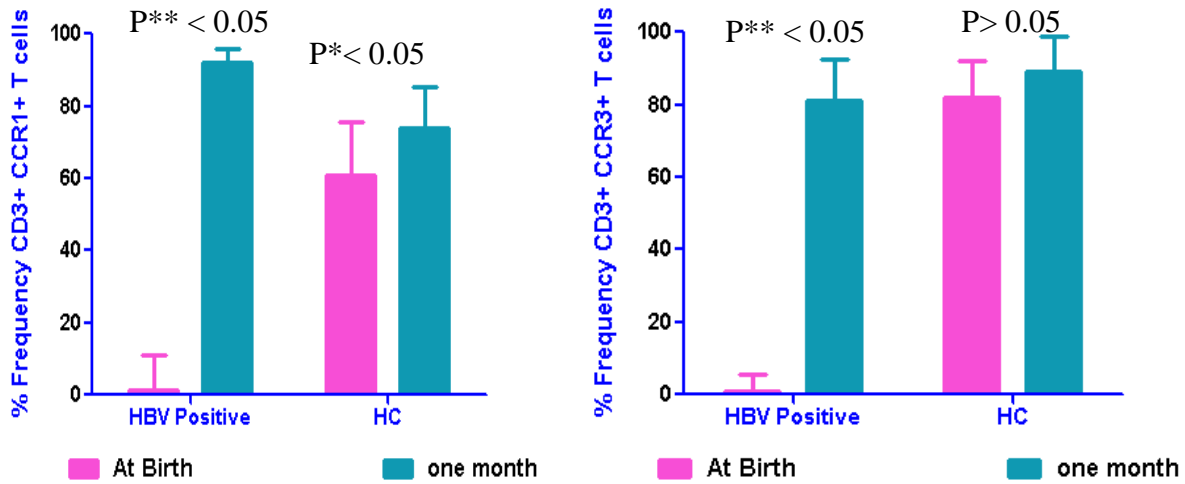 P** < 0.05
P*< 0.05
% Frequency CD3+ CCR1+ T cells
100
80
60
40
20
0
HBV Positive
HC
At Birth
one month
P** < 0.05
P> 0.05
% Frequency CD3+ CCR3+ T cells
100
80
60
40
20
0
HBV Positive
HC
At Birth
one month